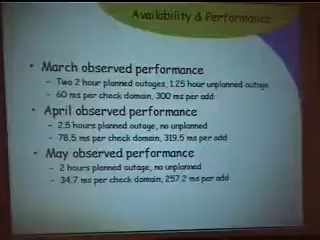 Availability & Performance
• March observed performance
– Two 2 hour planned outages, 1.25 hour unplanned outage
– 60 ms per check domain, 300 ms per add
• April observed performance
– 2.5 hours planned outage, no unplanned
– 78.5 ms per check domain, 319.5 ms per add
• May observed performance
– 2 hours planned outage, no unplanned
– 34.7 ms per check domain, 257.2 ms per add